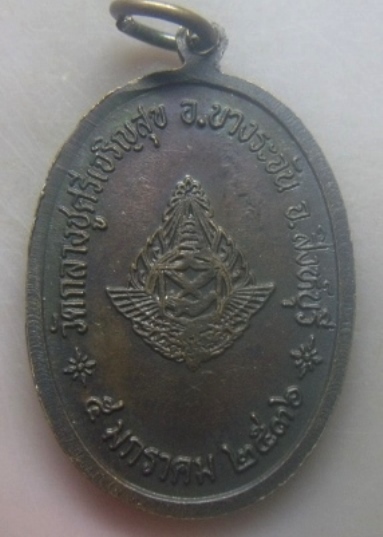 วัดกลางชูศรีเจริญสุข อ.บางระจัน จ.สิงห์บุรี
๕ มกราคม ๒๕๓๖